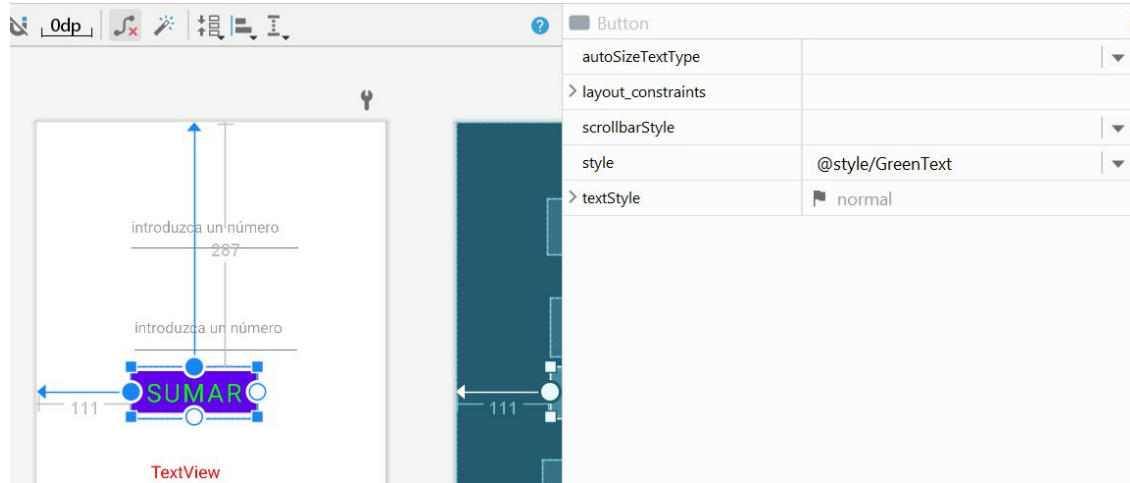 0dp
Button
autoSizeTextType
layout_constraints
scrollbarStyle
style @style/GreenText
textStyle normal
introduzca un número
287
introduzca un número
SUMAR
111
TextView
111